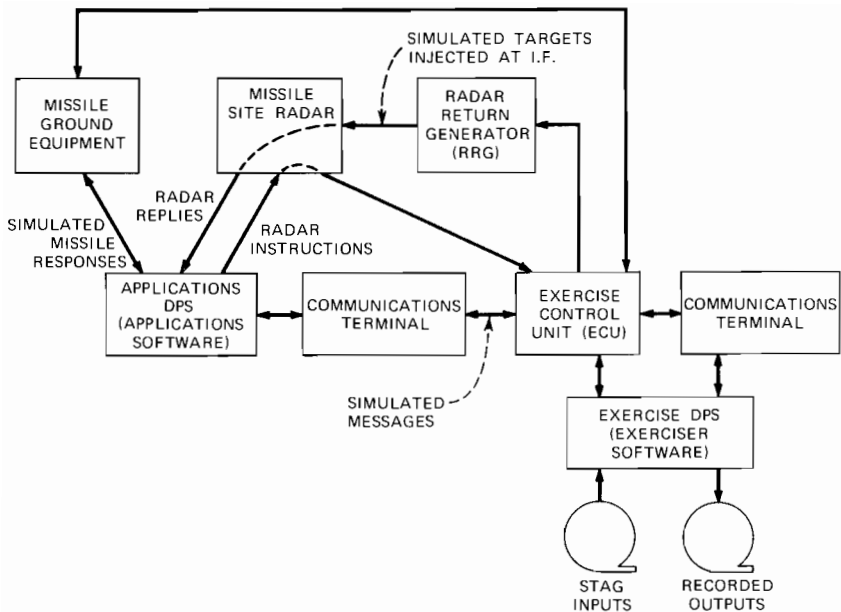 SIMULATED TARGETS
INJECTED AT I.F.
MISSILE
GROUND
EQUIPMENT
MISSILE
SITE RADAR
RADAR
RETURN
GENERATOR
(RRG)
RADAR
REPLIES
RADAR
INSTRUCTIONS
SIMULATED
MISSILE
RESPONSES
APPLICATIONS
DPS
(APPLICATIONS
SOFTWARE)
COMMUNICATIONS
TERMINAL
EXERCISE
CONTROL
UNIT (ECU)
COMMUNICATIONS
TERMINAL
SIMULATED
MESSAGES
EXERCISE DPS
(EXERCISER
SOFTWARE)
STAG
INPUTS
RECORDED
OUTPUTS